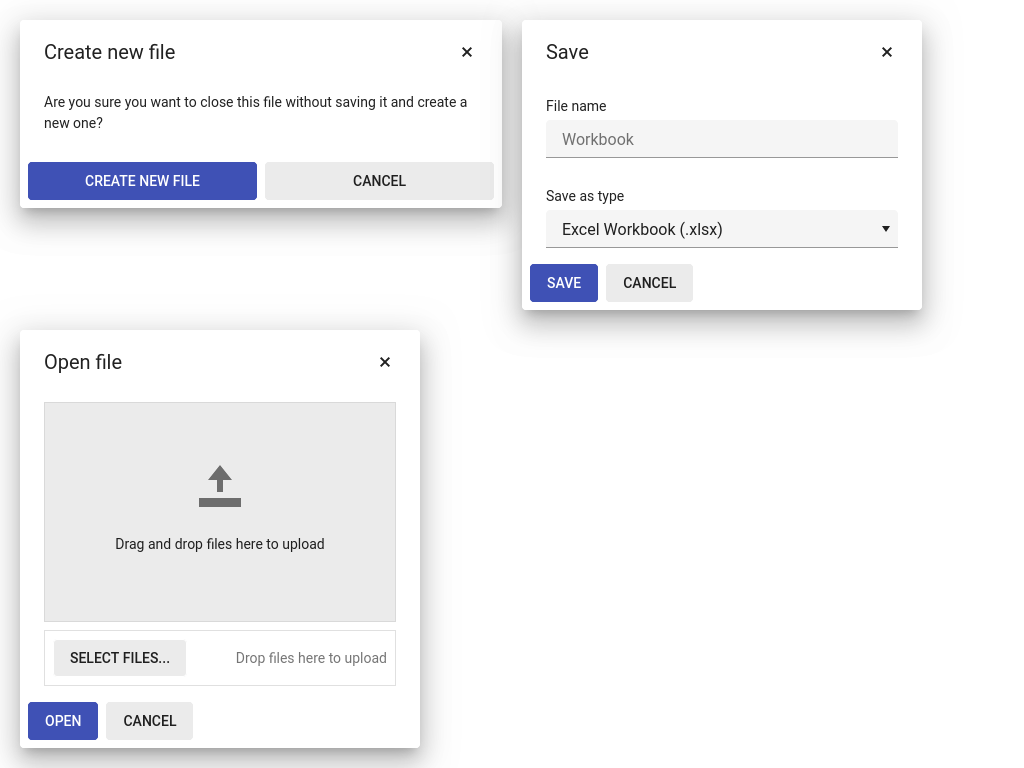 Create new file
Are you sure you want to close this file without saving it and create a
new one?
CREATE NEW FILE
CANCEL
Save
File name
Workbook
Save as type
Excel Workbook (.xlsx)
SAVE
CANCEL
Open file
Drag and drop files here to upload
SELECT FILES...
Drop files here to upload
OPEN
CANCEL